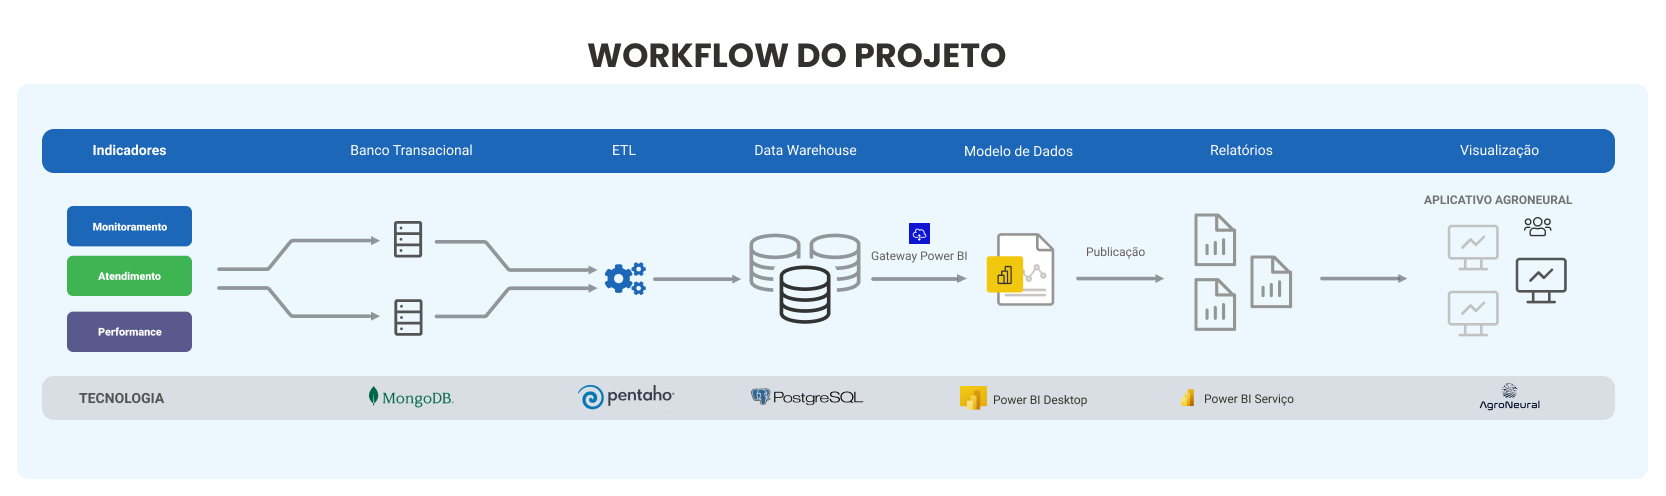 WORKFLOW DO PROJETO
Indicadores
Banco Transacional
ETL
Data Warehouse
Modelo de Dados
Relatórios
Visualização
APLICATIVO AGRONEURAL
Monitoramento
Atendimento
Performance
Gateway Power BI
Publicação
TECNOLOGIA
MongoDB.
pentaho
PostgreSQL
Power BI Desktop
Power BI Serviço
AgroNeural